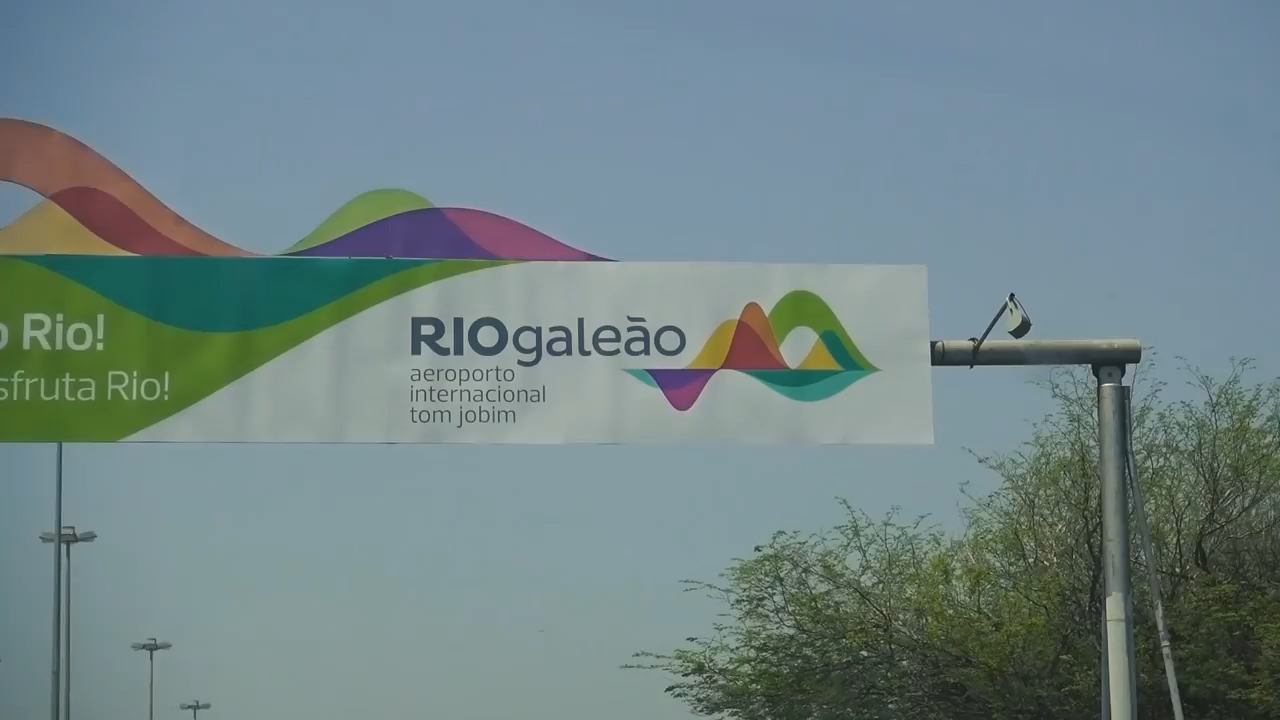 o Rio!
sfruta Rio!
RIOgaleão
aeroporto
internacional
tom jobim